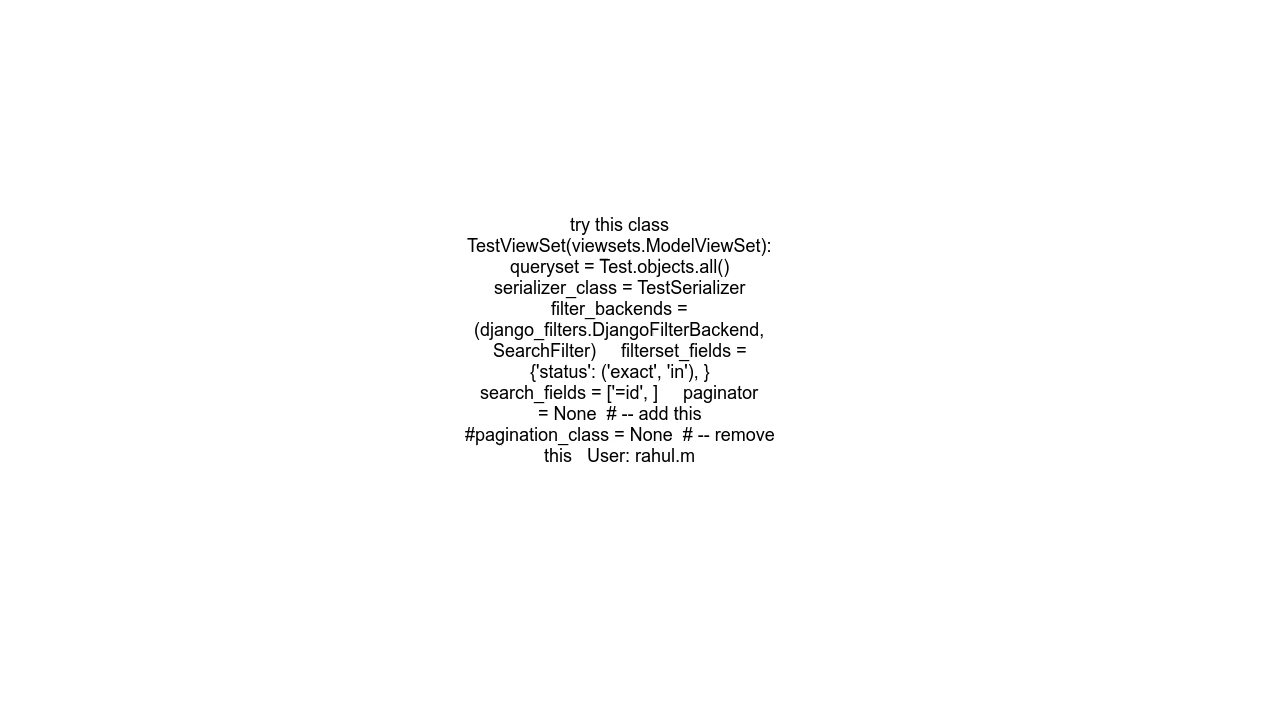 try this class
TestViewSet(viewsets.ModelViewSet):
queryset = Test.objects.all()
serializer_class = TestSerializer
filter_backends =
(django_filters.DjangoFilterBackend,
SearchFilter)     filterset_fields =
{'status': ('exact', 'in'), }
search_fields = ['=id', ]     paginator
= None  # -- add this
#pagination_class = None  # -- remove
this   User: rahul.m